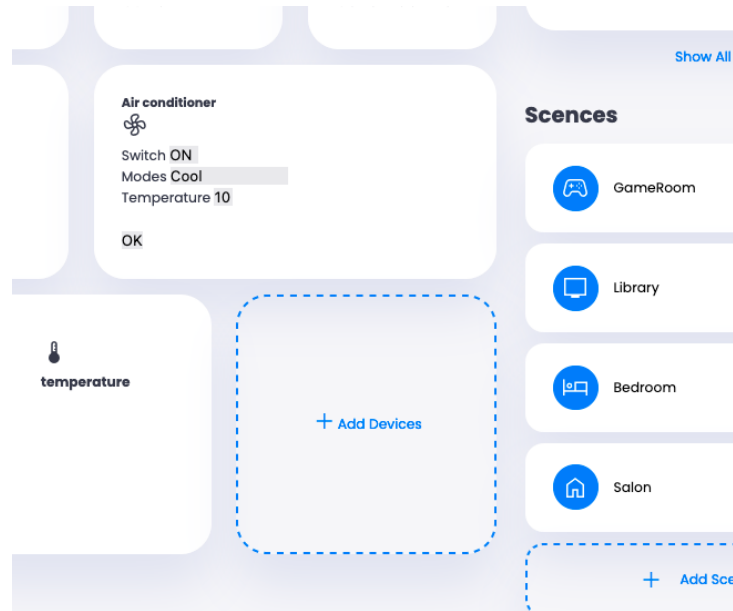 Show All
Air conditioner
Switch ON
Modes Cool
Temperature 10
OK
Scences
GameRoom
Library
Bedroom
Salon
temperature
+ Add Devices
+ Add Sce